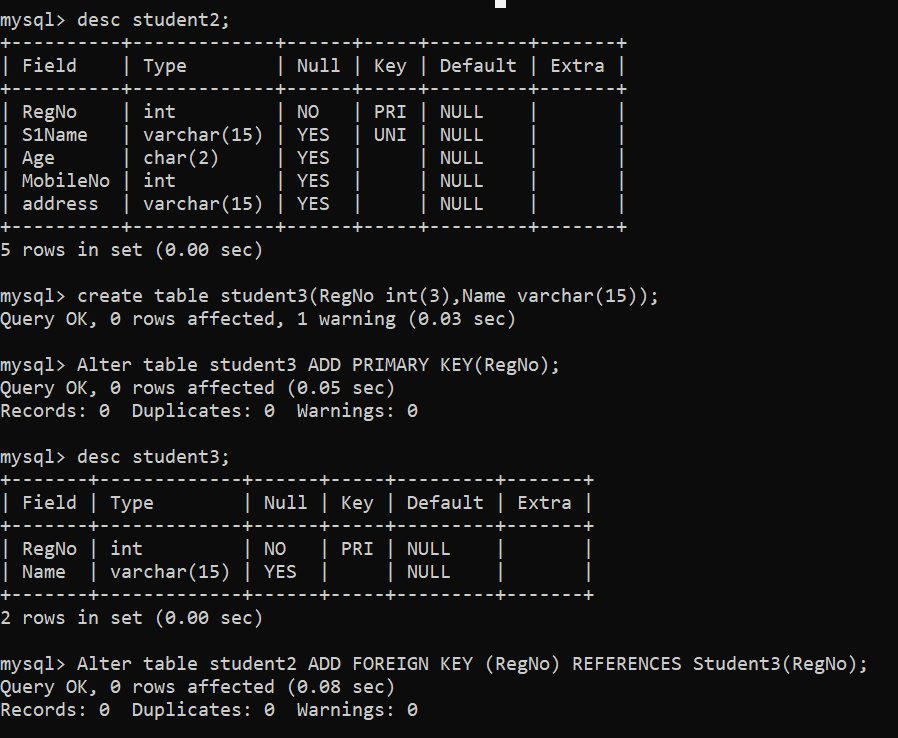 mysql> desc student2;
+----------+-------------+------+-----+---------+-------+
| Field    | Type        | Null | Key | Default | Extra |
+----------+-------------+------+-----+---------+-------+
| RegNo    | int         | NO   | PRI | NULL    |       |
| S1Name   | varchar(15) | YES  | UNI | NULL    |       |
| Age      | char(2)     | YES  |     | NULL    |       |
| MobileNo | int         | YES  |     | NULL    |       |
| address  | varchar(15) | YES  |     | NULL    |       |
+----------+-------------+------+-----+---------+-------+
5 rows in set (0.00 sec)
mysql> create table student3(RegNo int(3),Name varchar(15));
Query OK, 0 rows affected, 1 warning (0.03 sec)
mysql> Alter table student3 ADD PRIMARY KEY(RegNo);
Query OK, 0 rows affected (0.05 sec)
Records: 0  Duplicates: 0  Warnings: 0
mysql> desc student3;
+-------+-------------+------+-----+---------+-------+
| Field | Type        | Null | Key | Default | Extra |
+-------+-------------+------+-----+---------+-------+
| RegNo | int         | NO   | PRI | NULL    |       |
| Name  | varchar(15) | YES  |     | NULL    |       |
+-------+-------------+------+-----+---------+-------+
2 rows in set (0.00 sec)
mysql> Alter table student2 ADD FOREIGN KEY (RegNo) REFERENCES Student3(RegNo);
Query OK, 0 rows affected (0.08 sec)
Records: 0  Duplicates: 0  Warnings: 0